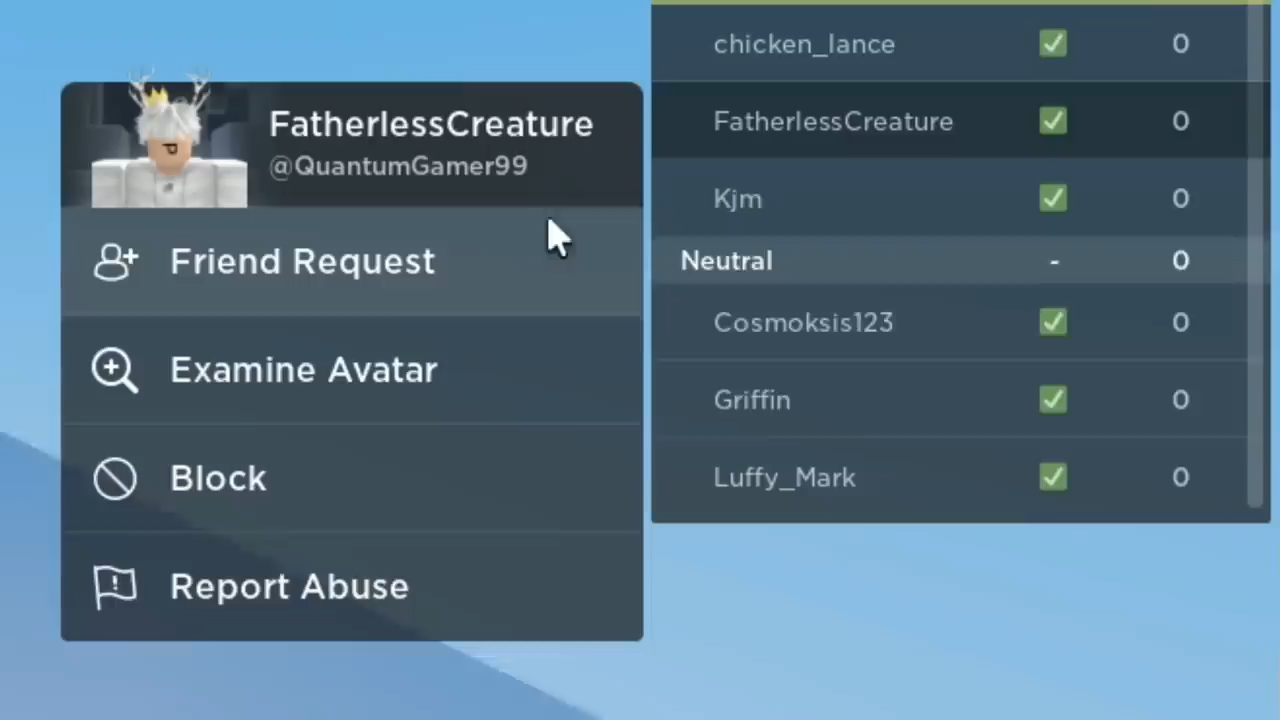 FatherlessCreature
@QuantumGamer99
Friend Request
Examine Avatar
Block
Report Abuse
chicken_lance ✅ 0
FatherlessCreature ✅ 0
Kjm ✅ 0
Neutral - 0
Cosmoksis123 ✅ 0
Griffin ✅ 0
Luffy_Mark ✅ 0